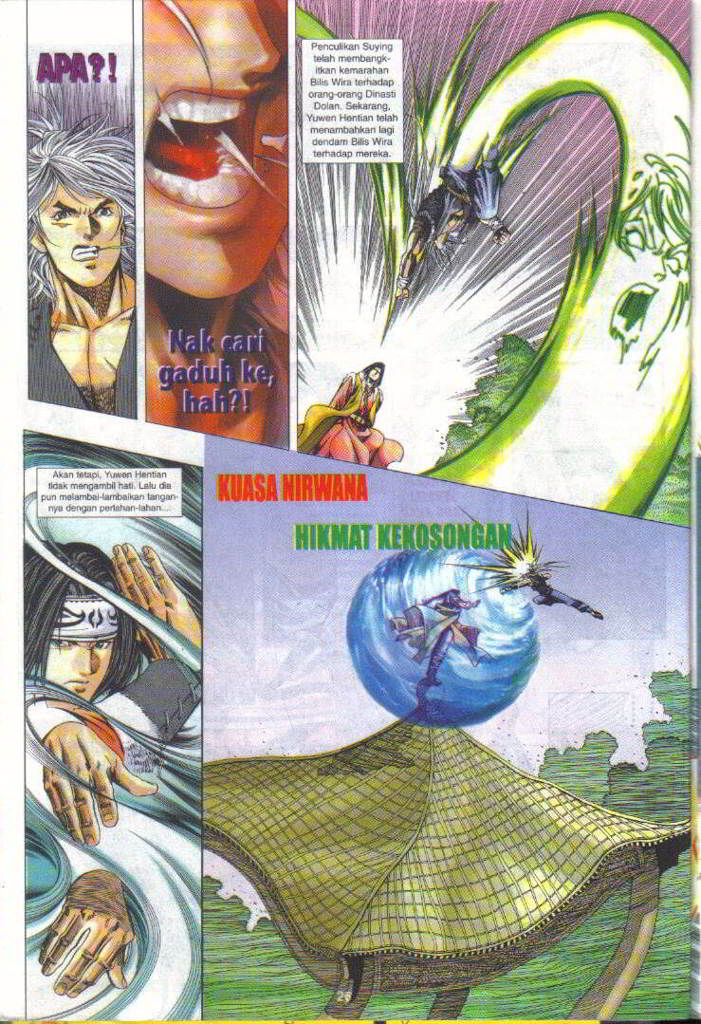 APA?!
Nak cari
gaduh ke,
hah?!
Penculikan Suying
telah membangk-
itkan kemarahan
Bilis Wira terhadap
orang-orang Dinasti
Dolan. Sekarang,
Yuwen Hentian telah
menambahkan lagi
dendam Bilis Wira
terhadap mereka.
Akan tetapi, Yuwen Hentian
tidak mengambil hati. Lalu dia
pun melambai-lambaikan tangan-
nya dengan perlahan-lahan....
KUASA NIRWANA
HIKMAT KEKOSONGAN